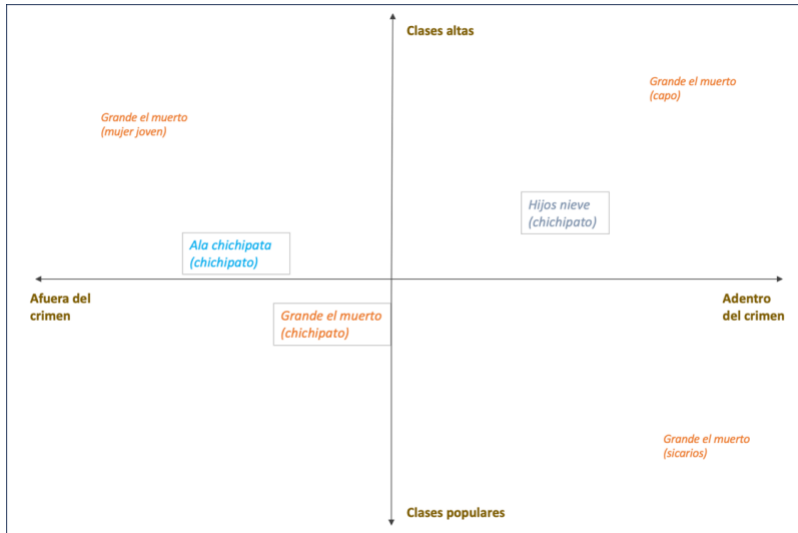 Clases altas
Grande el muerto
(capo)
Grande el muerto
(mujer joven)
Hijos nieve
(chichipato)
Ala chichipata
(chichipato)
Afuera del
crimen
Adentro
del crimen
Grande el muerto
(chichipato)
Grande el muerto
(sicarios)
Clases populares